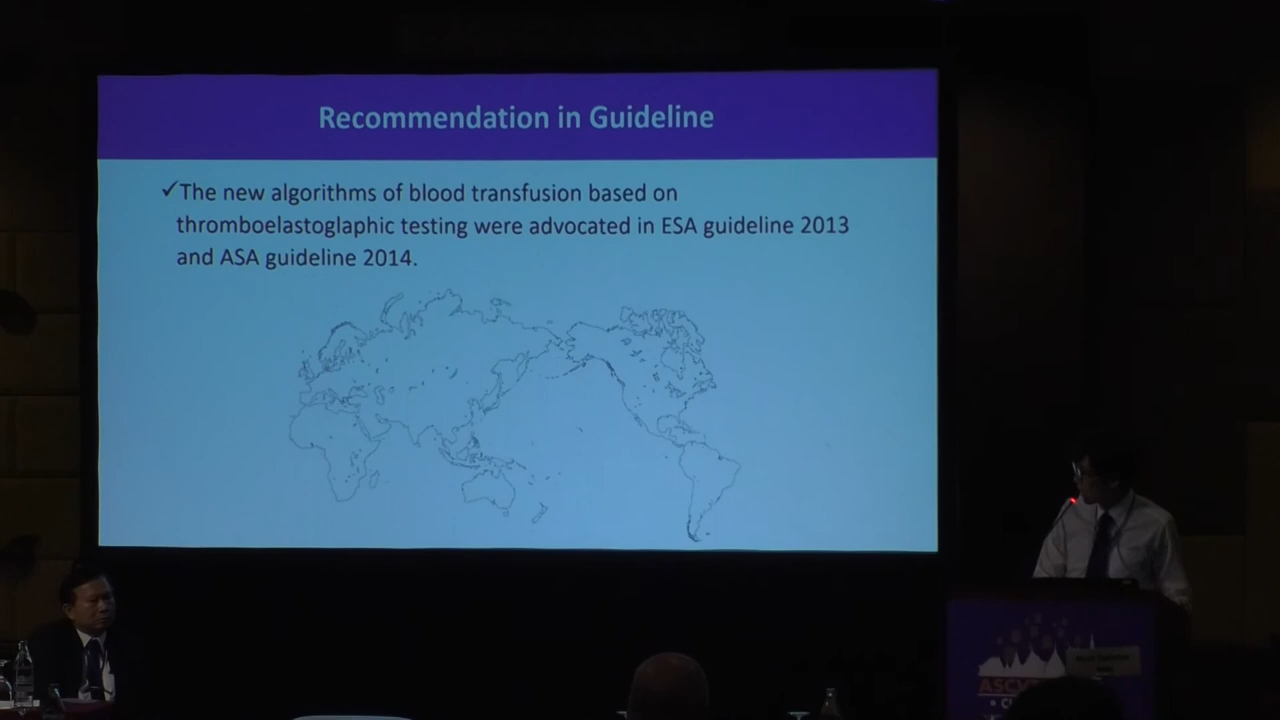 Recommendation in Guideline
✓The new algorithms of blood transfusion based on
thromboelastoglaphic testing were advocated in ESA guideline 2013
and ASA guideline 2014.